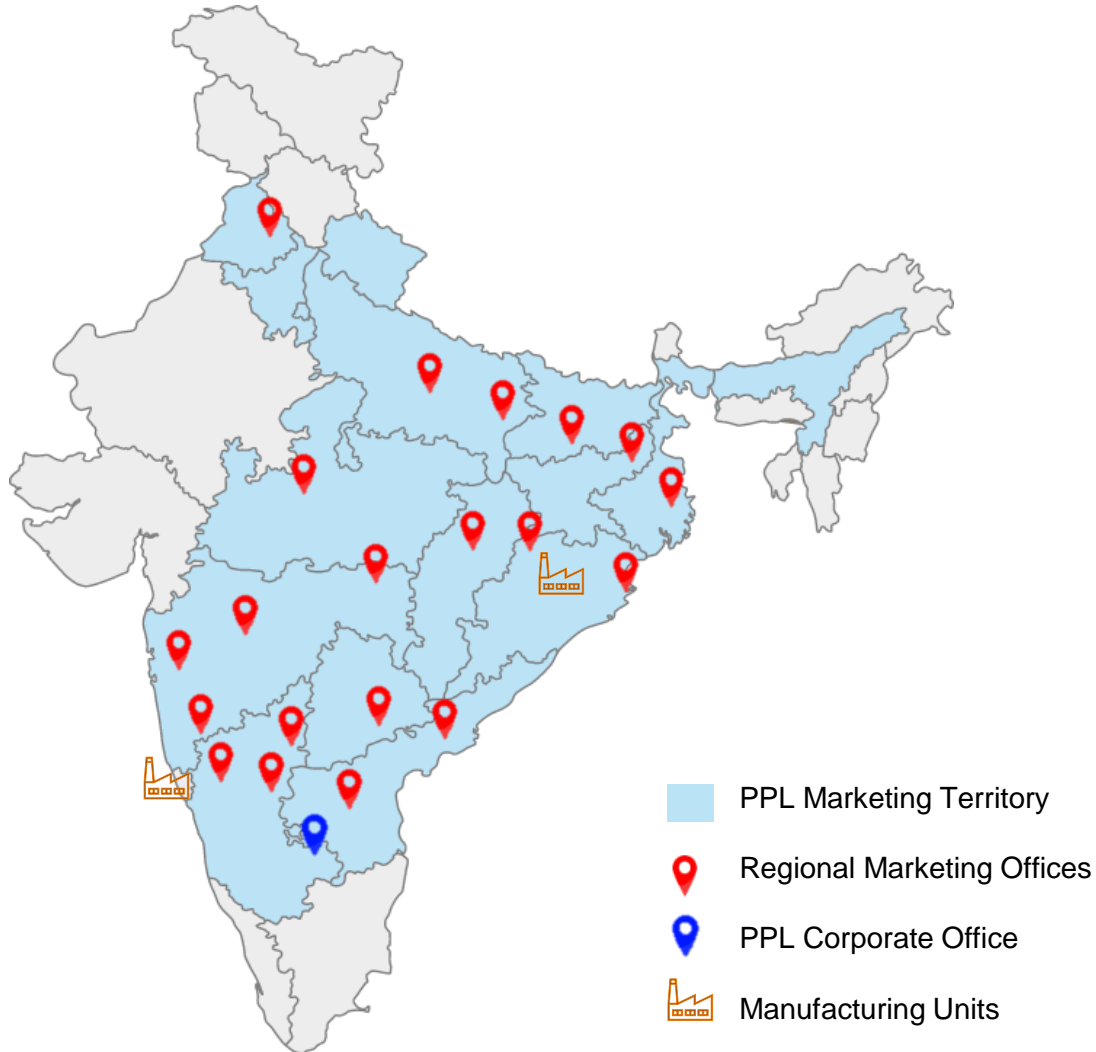 PPL Marketing Territory
Regional Marketing Offices
PPL Corporate Office
Manufacturing Units